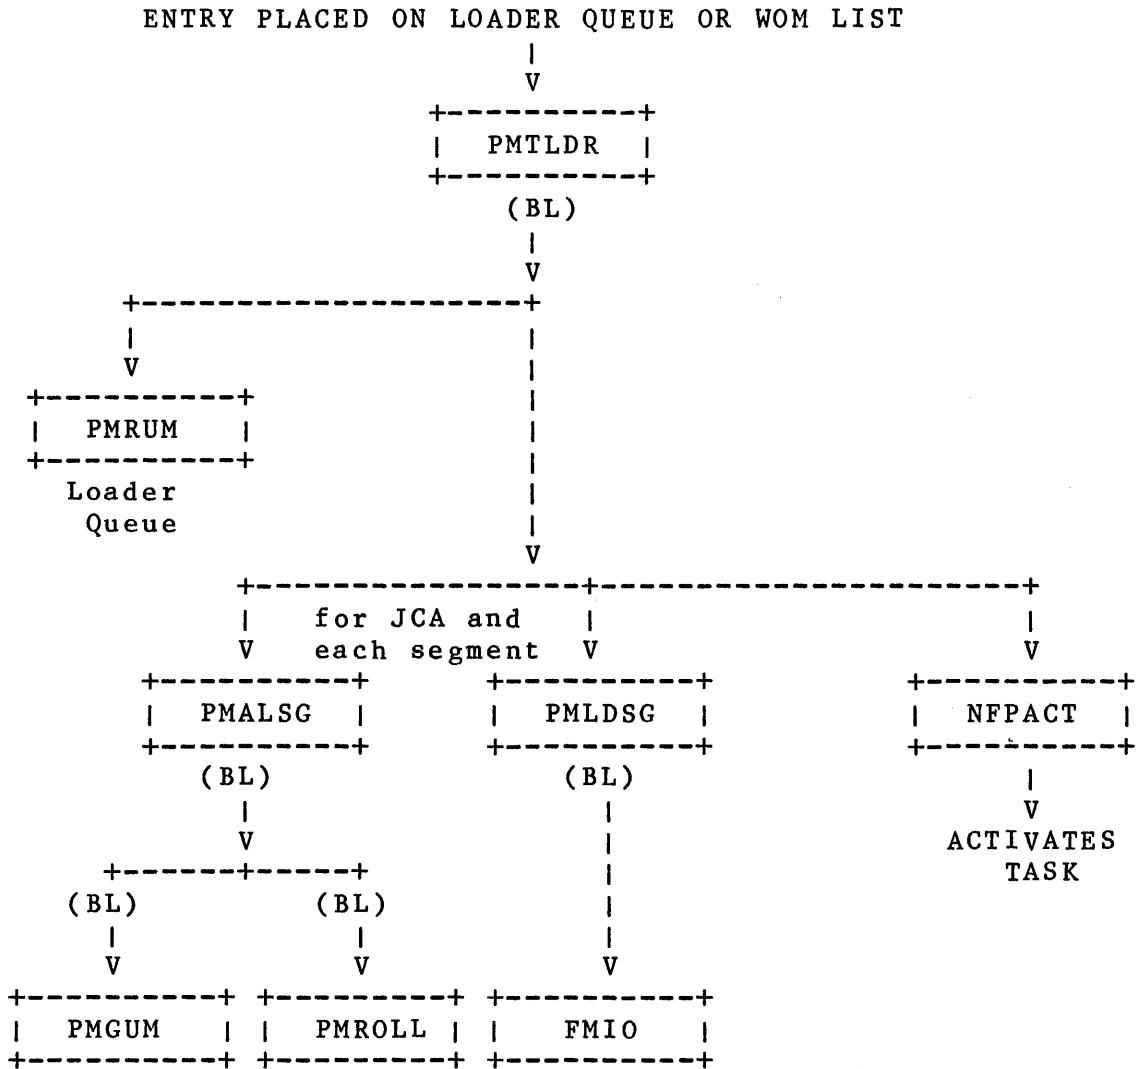 ENTRY PLACED ON LOADER QUEUE OR WOM LIST
PMTLDR
(BL)
PMRUM
Loader
Queue
for JCA and
each segment
PMALSG
PMLDSG
NFPACT
(BL)
(BL)
ACTIVATES
TASK
(BL)
(BL)
PMGUM
PMROLL
FMIO